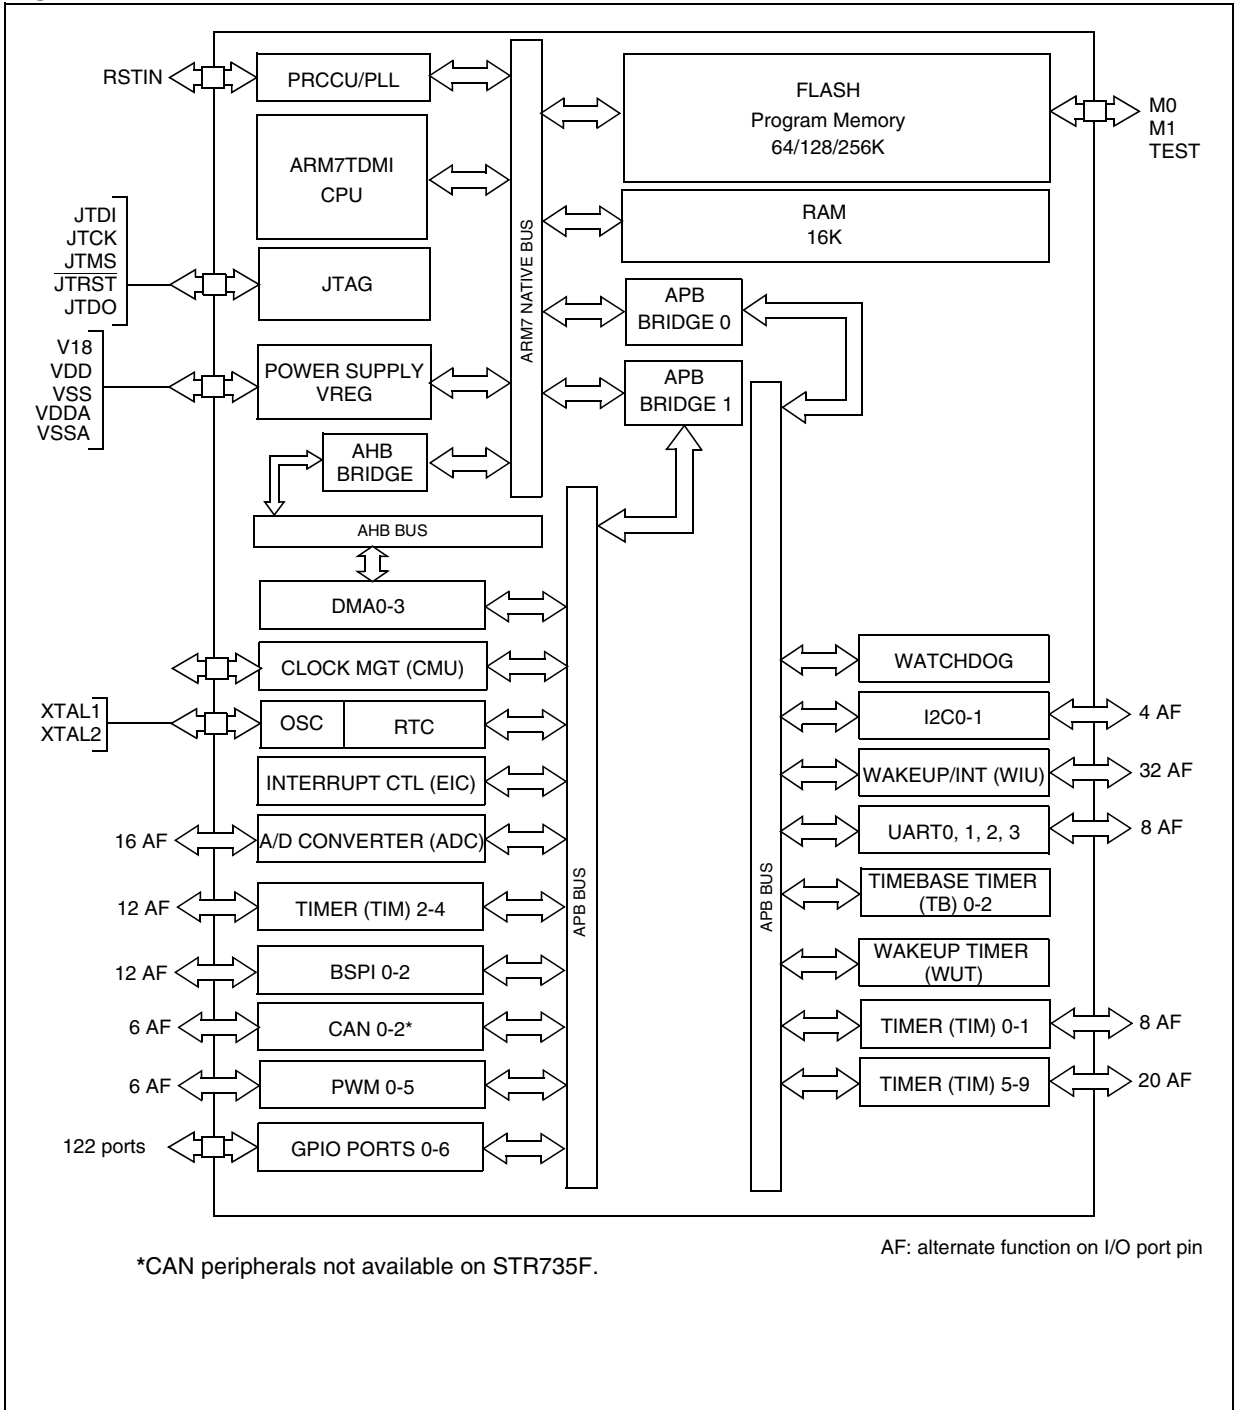 RSTIN
PRCCU/PLL
FLASH
Program Memory
64/128/256K
M0
M1
TEST
ARM7TDMI
CPU
RAM
16K
JTDI
JTCK
JTMS
JTRST
JTDO
JTAG
ARM7 NATIVE BUS
APB
BRIDGE 0
V18
VDD
VSS
VDDA
VSSA
POWER SUPPLY
VREG
APB
BRIDGE 1
AHB
BRIDGE
AHB BUS
DMA0-3
CLOCK MGT (CMU)
XTAL1
XTAL2
OSC
RTC
INTERRUPT CTL (EIC)
16 AF
A/D CONVERTER (ADC)
12 AF
TIMER (TIM) 2-4
12 AF
BSPI 0-2
6 AF
CAN 0-2*
6 AF
PWM 0-5
122 ports
GPIO PORTS 0-6
APB BUS
APB BUS
WATCHDOG
I2C0-1
4 AF
WAKEUP/INT (WIU)
32 AF
UART0, 1, 2, 3
8 AF
TIMEBASE TIMER
(TB) 0-2
WAKEUP TIMER
(WUT)
TIMER (TIM) 0-1
8 AF
TIMER (TIM) 5-9
20 AF
AF: alternate function on I/O port pin
*CAN peripherals not available on STR735F.